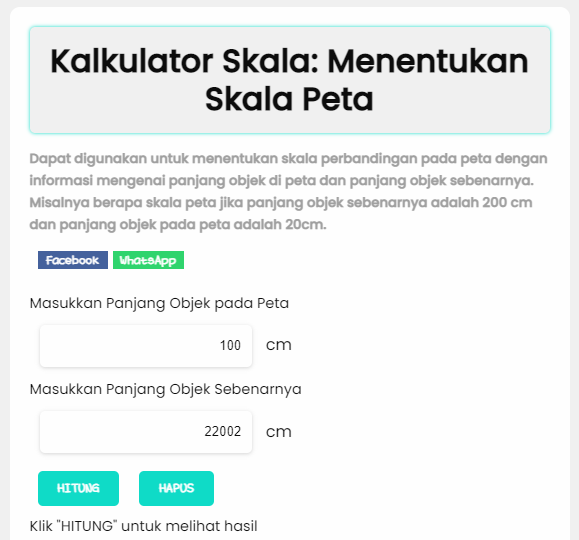 Kalkulator Skala: Menentukan
Skala Peta
Dapat digunakan untuk menentukan skala perbandingan pada peta dengan
informasi mengenai panjang objek di peta dan panjang objek sebenarnya.
Misalnya berapa skala peta jika panjang objek sebenarnya adalah 200 cm
dan panjang objek pada peta adalah 20cm.
Facebook WhatsApp
Masukkan Panjang Objek pada Peta
100 cm
Masukkan Panjang Objek Sebenarnya
22002 cm
HITUNG HAPUS
Klik "HITUNG" untuk melihat hasil